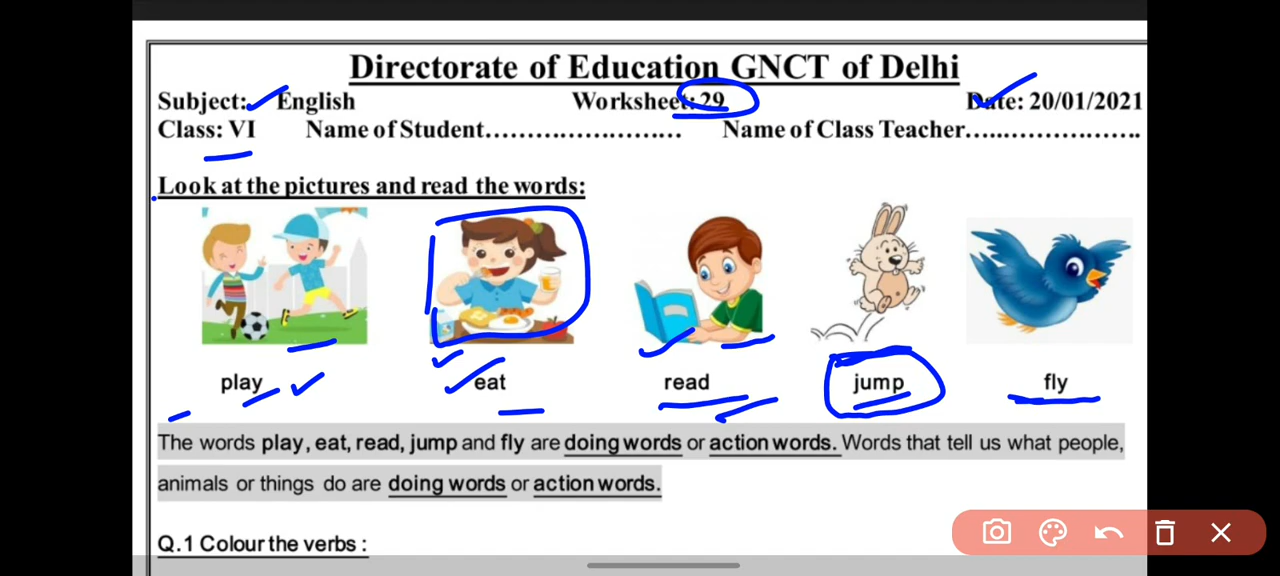 Directorate of Education GNCT of Delhi
Subject: English Worksheet: 29 Date: 20/01/2021
Class: VI Name of Student........................ Name of Class Teacher.....................
Look at the pictures and read the words:
play eat read jump fly
The words play, eat, read, jump and fly are doing words or action words. Words that tell us what people,
animals or things do are doing words or action words.
Q.1 Colour the verbs :